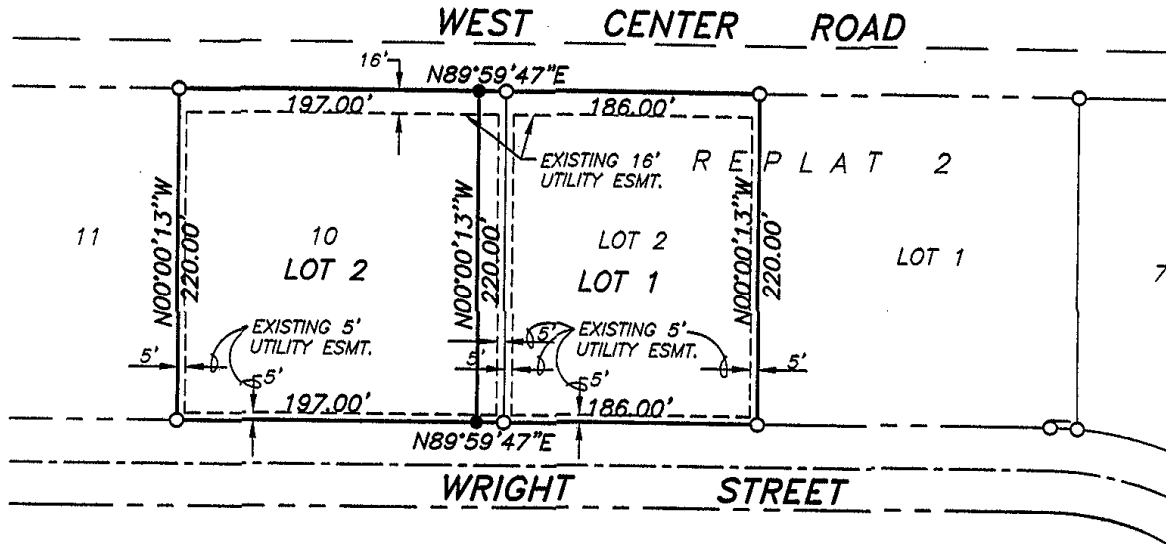 WEST CENTER ROAD
16'
N89°59'47"E
197.00'
186.00'
EXISTING 16'
UTILITY ESMT.
REPLAT 2
N00°00'13"W
220.00'
N00°00'13"W
220.00'
N00°00'13"W
220.00'
11
10
LOT 2
LOT 2
LOT 1
LOT 1
7
EXISTING 5'
UTILITY ESMT.
5'
EXISTING 5'
UTILITY ESMT.
5'
5'
5'
5'
5'
197.00'
186.00'
N89°59'47"E
WRIGHT STREET